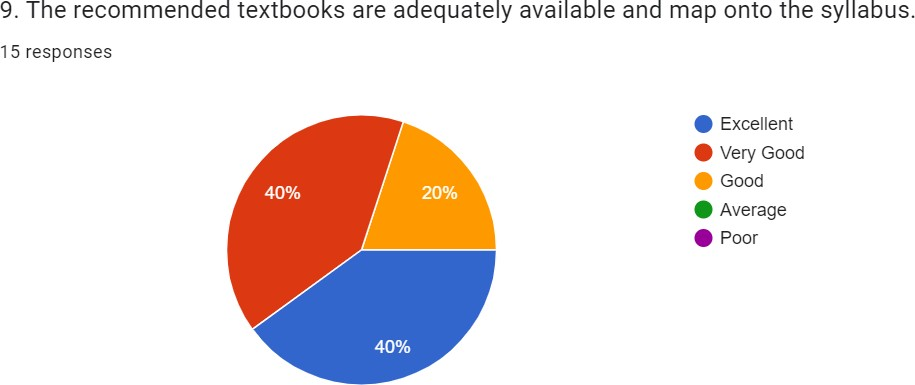 9. The recommended textbooks are adequately available and map onto the syllabus.
15 responses
40%
20%
40%
Excellent
Very Good
Good
Average
Poor